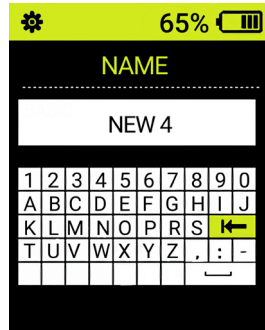 65%
NAME
NEW 4
1 2 3 4 5 6 7 8 9 0
A B C D E F G H I J
K L M N O P R S
T U V W X Y Z , : -